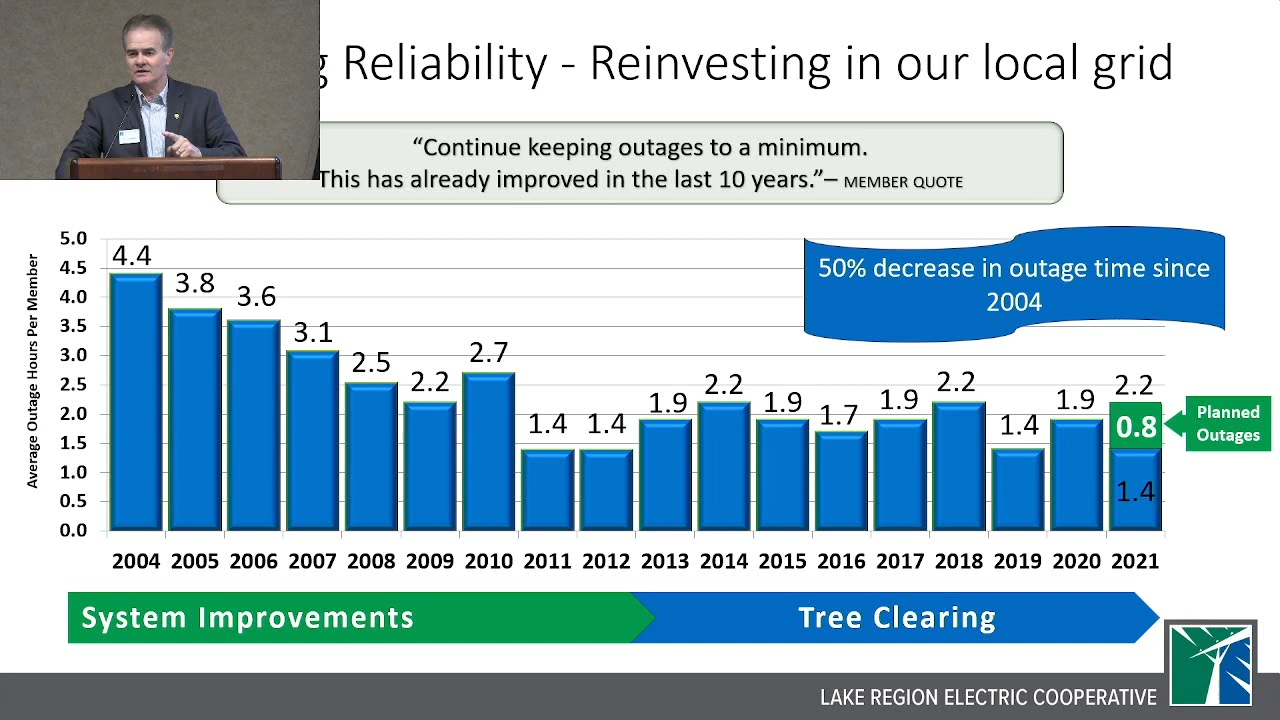 g Reliability - Reinvesting in our local grid
“Continue keeping outages to a minimum.
This has already improved in the last 10 years.”– MEMBER QUOTE
50% decrease in outage time since
2004
Average Outage Hours Per Member
5.0
4.5
4.0
3.5
3.0
2.5
2.0
1.5
1.0
0.5
0.0
4.4
3.8
3.6
3.1
2.5
2.2
2.7
1.4
1.4
1.9
2.2
1.9
1.7
1.9
2.2
1.4
1.9
2.2
0.8
1.4
Planned
Outages
2004 2005 2006 2007 2008 2009 2010 2011 2012 2013 2014 2015 2016 2017 2018 2019 2020 2021
System Improvements
Tree Clearing
LAKE REGION ELECTRIC COOPERATIVE